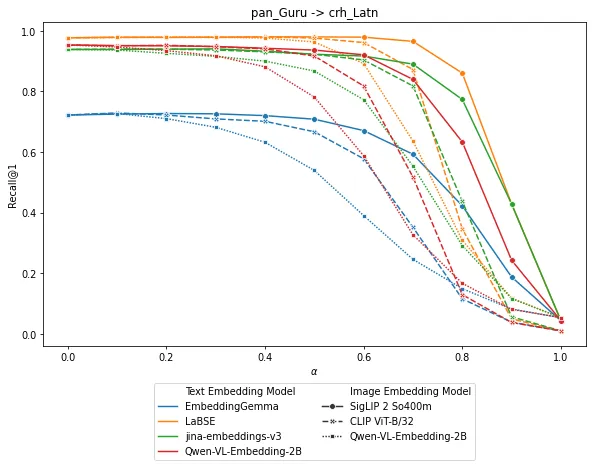 pan_Guru -> crh_Latn
1.0
0.8
0.6
0.4
0.2
0.0
Recall@1
0.0 0.2 0.4 0.6 0.8 1.0
α
Text Embedding Model Image Embedding Model
EmbeddingGemma SigLIP 2 So400m
LaBSE CLIP ViT-B/32
jina-embeddings-v3 Qwen-VL-Embedding-2B
Qwen-VL-Embedding-2B